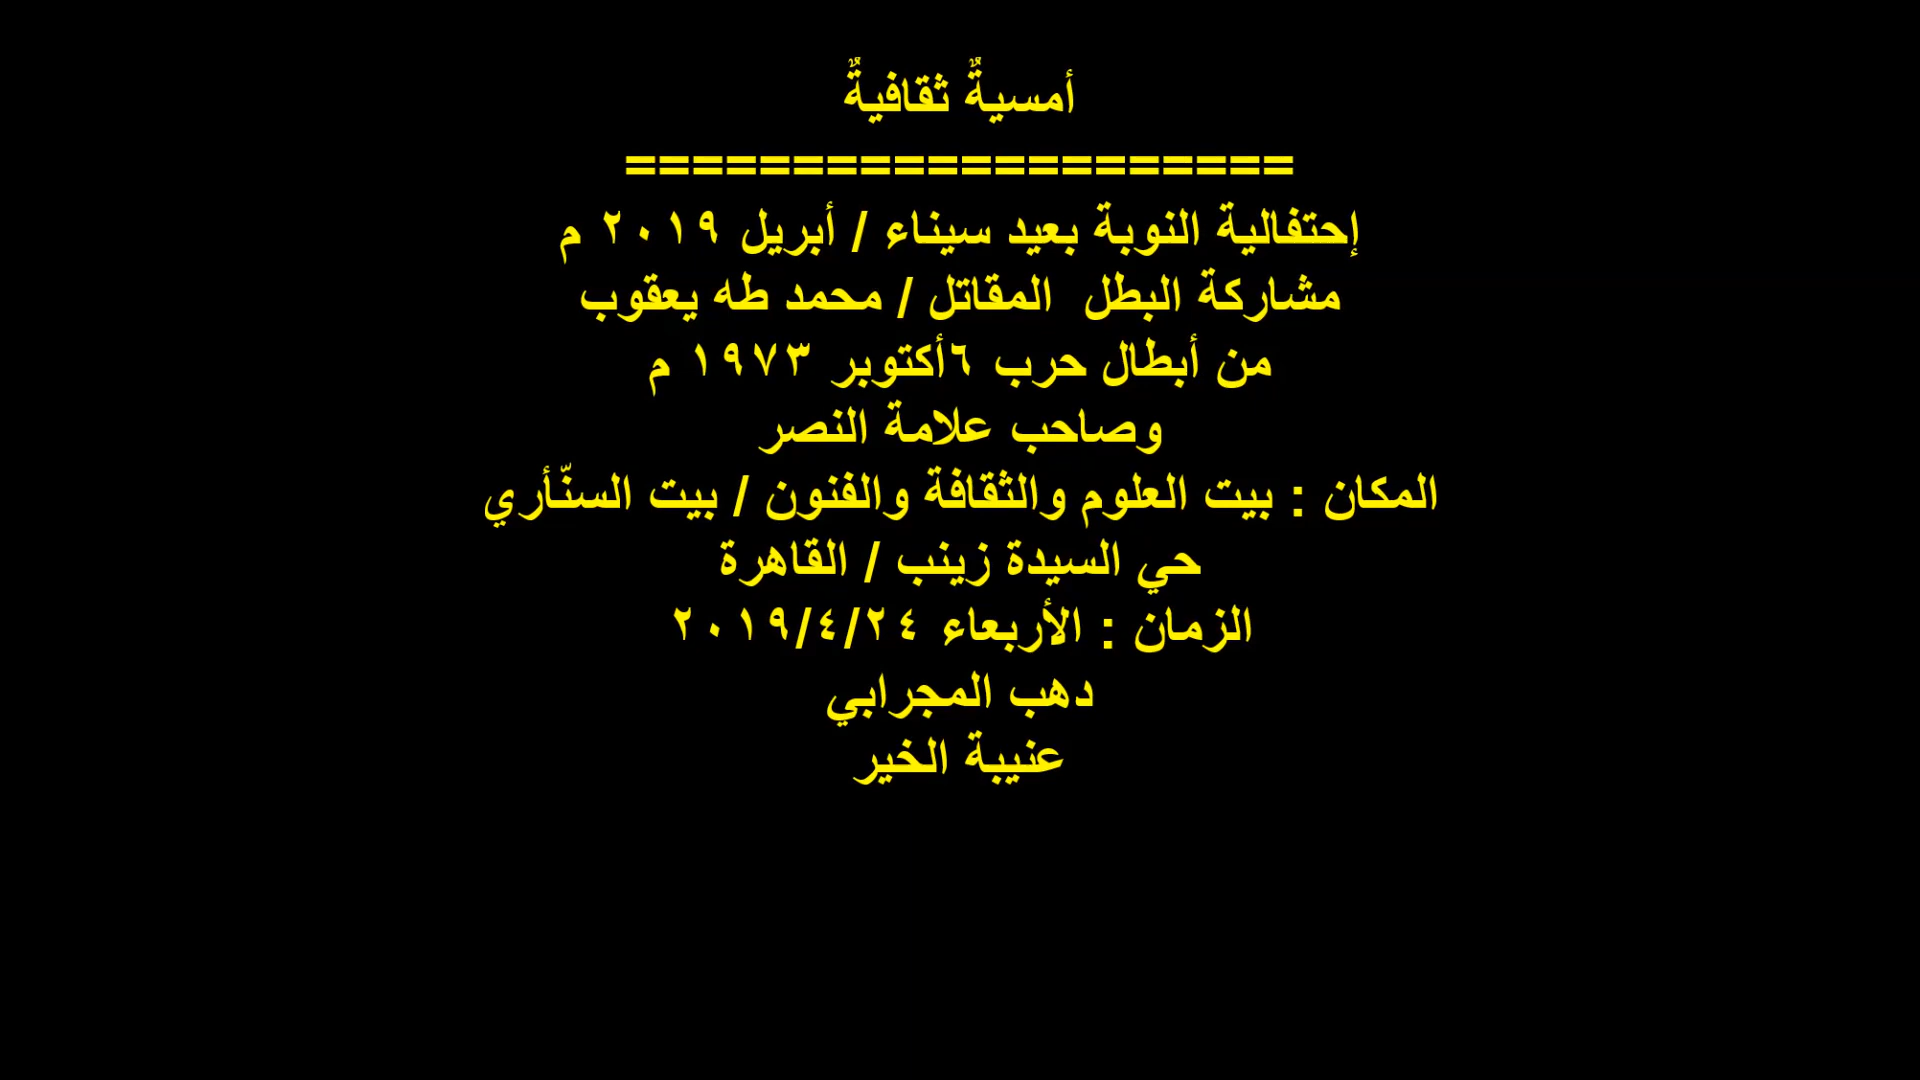 أمسيةٌ ثقافيةٌ
====================
إحتفالية النوبة بعيد سيناء / أبريل ٢٠١٩ م
مشاركة البطل  المقاتل / محمد طه يعقوب
من أبطال حرب ٦أكتوبر ١٩٧٣ م
وصاحب علامة النصر
المكان : بيت العلوم والثقافة والفنون / بيت السنّأري
حي السيدة زينب / القاهرة
الزمان : الأربعاء ٢٠١٩/٤/٢٤
دهب المجرابي
عنيبة الخير